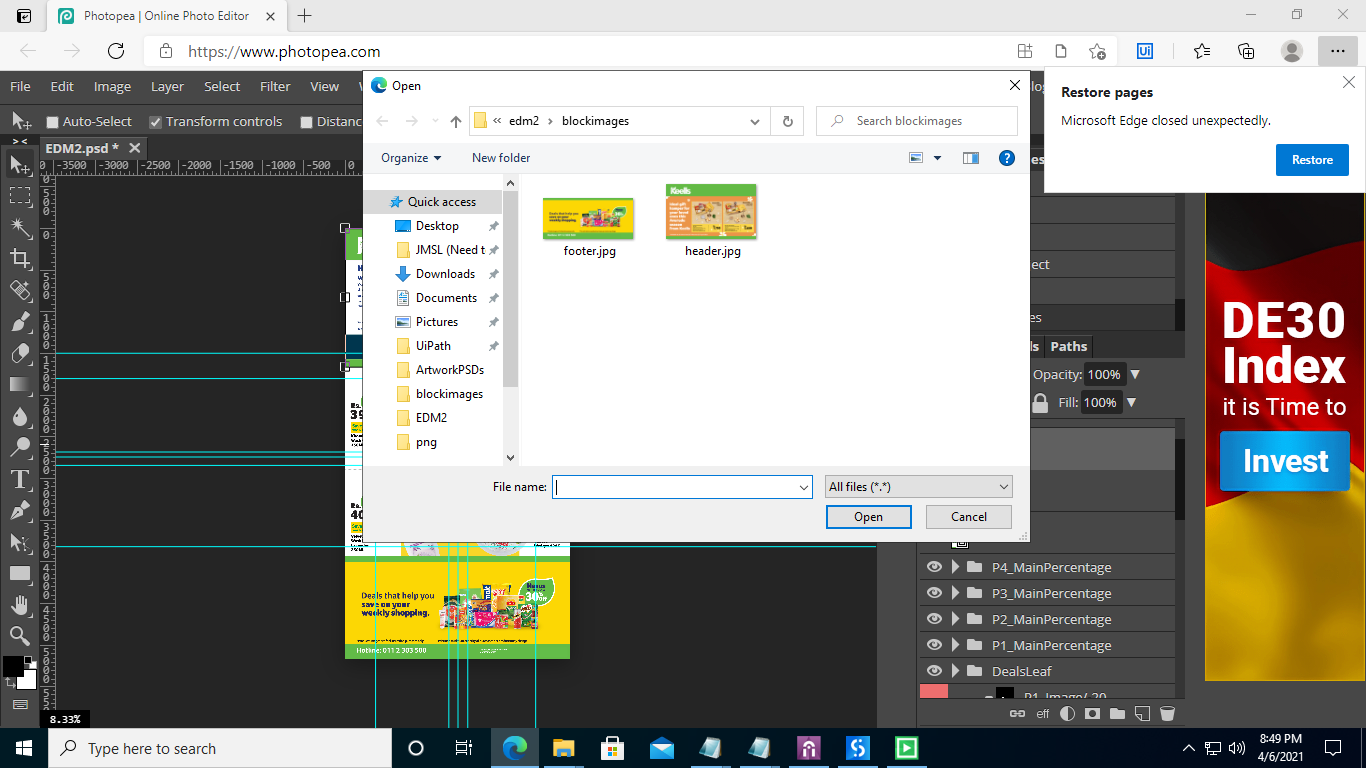 Photopea | Online Photo Editor
https://www.photopea.com
File Edit Image Layer Select Filter View
Auto-Select Transform controls
EDM2.psd *
-3500 -3000 -2500 -2000 -1500 -1000 -500 0
Open
« edm2 > blockimages
Search blockimages
Organize New folder
Quick access
Desktop
JMSL (Need t
Downloads
Documents
Pictures
UiPath
ArtworkPSDs
blockimages
EDM2
png
footer.jpg
header.jpg
File name:
All files (*.*)
Open Cancel
Restore pages
Microsoft Edge closed unexpectedly.
Restore
Paths
Opacity: 100%
Fill: 100%
P4_MainPercentage
P3_MainPercentage
P2_MainPercentage
P1_MainPercentage
DealsLeaf
P1_Image/ 20
eff
DE30
Index
it is Time to
Invest
Keells
Deals that help you
save on your
weekly shopping.
30%
Hotline: 011 2 303 500
8.33%
Type here to search
8:49 PM
4/6/2021